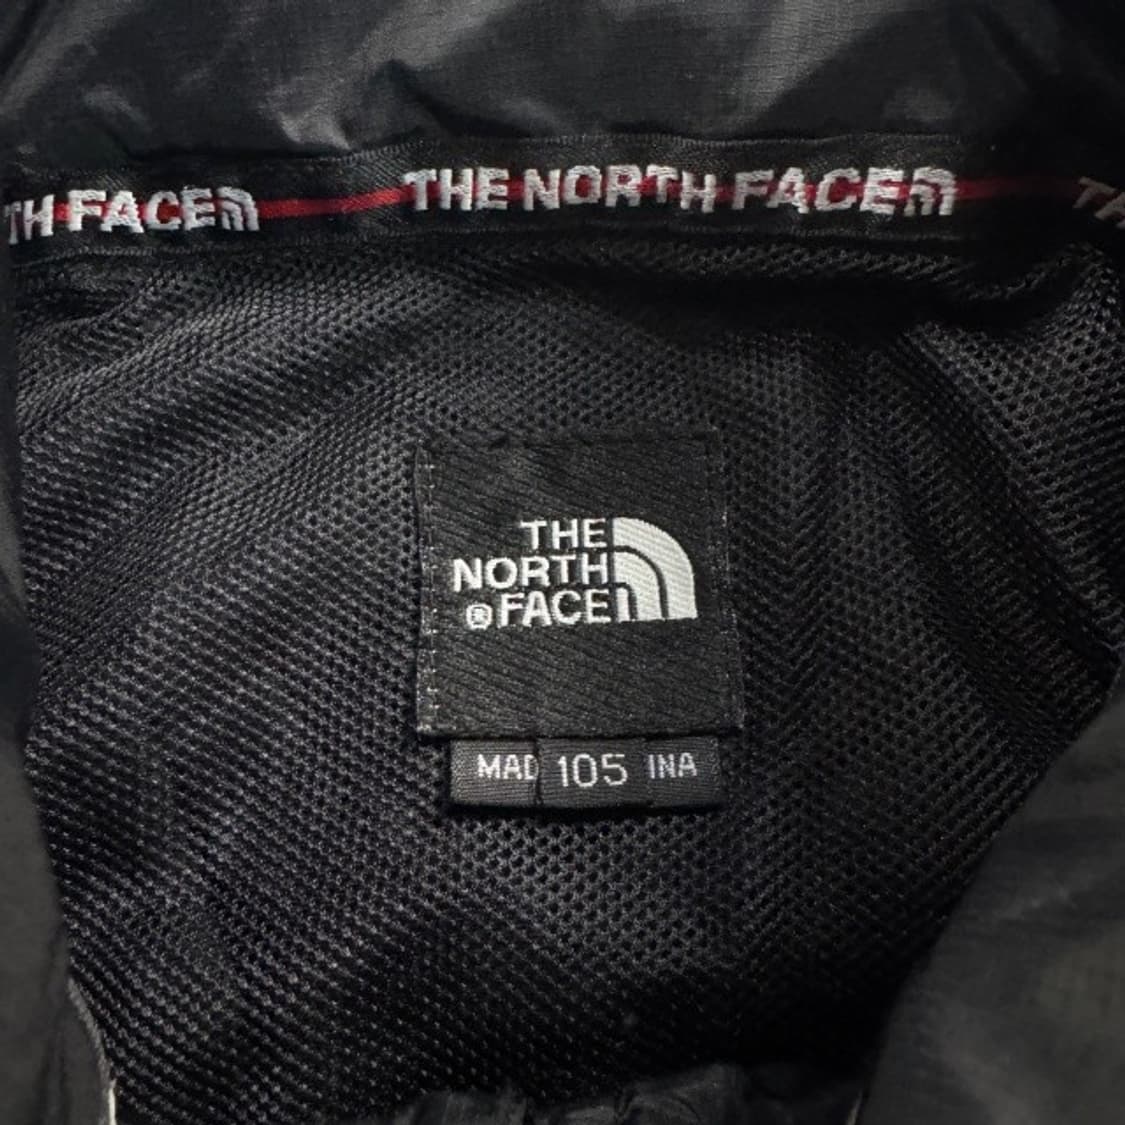 TH FACE THE NORTH FACE
THE
NORTH
® FACE
MAD 105 INA